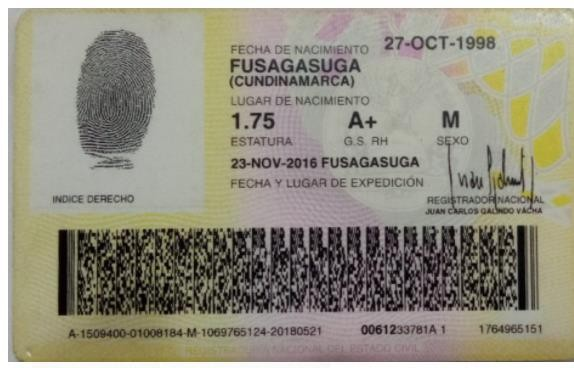 FECHA DE NACIMIENTO 27-OCT-1998
FUSAGASUGA
(CUNDINAMARCA)
LUGAR DE NACIMIENTO
1.75 A+ M
ESTATURA G.S. RH SEXO
23-NOV-2016 FUSAGASUGA
FECHA Y LUGAR DE EXPEDICIÓN
INDICE DERECHO
REGISTRADOR NACIONAL
JUAN CARLOS GALINDO VACHA
A-1509400-01008184-M-1069765124-20180521 0061233781A 1 1764965151
REGISTRADURIA NACIONAL DEL ESTADO CIVIL